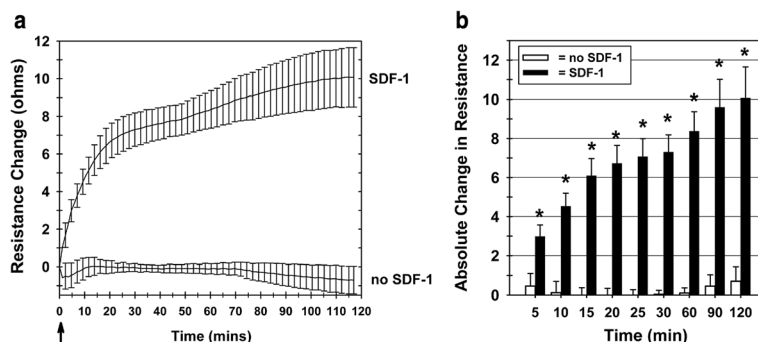 a
Resistance Change (ohms)
12
10
8
6
4
2
0
SDF-1
no SDF-1
0 10 20 30 40 50 60 70 80 90 100 110 120
Time (mins)
b
Absolute Change in Resistance
12
10
8
6
4
2
0
= no SDF-1
= SDF-1
* * * * * * * * *
5 10 15 20 25 30 60 90 120
Time (min)